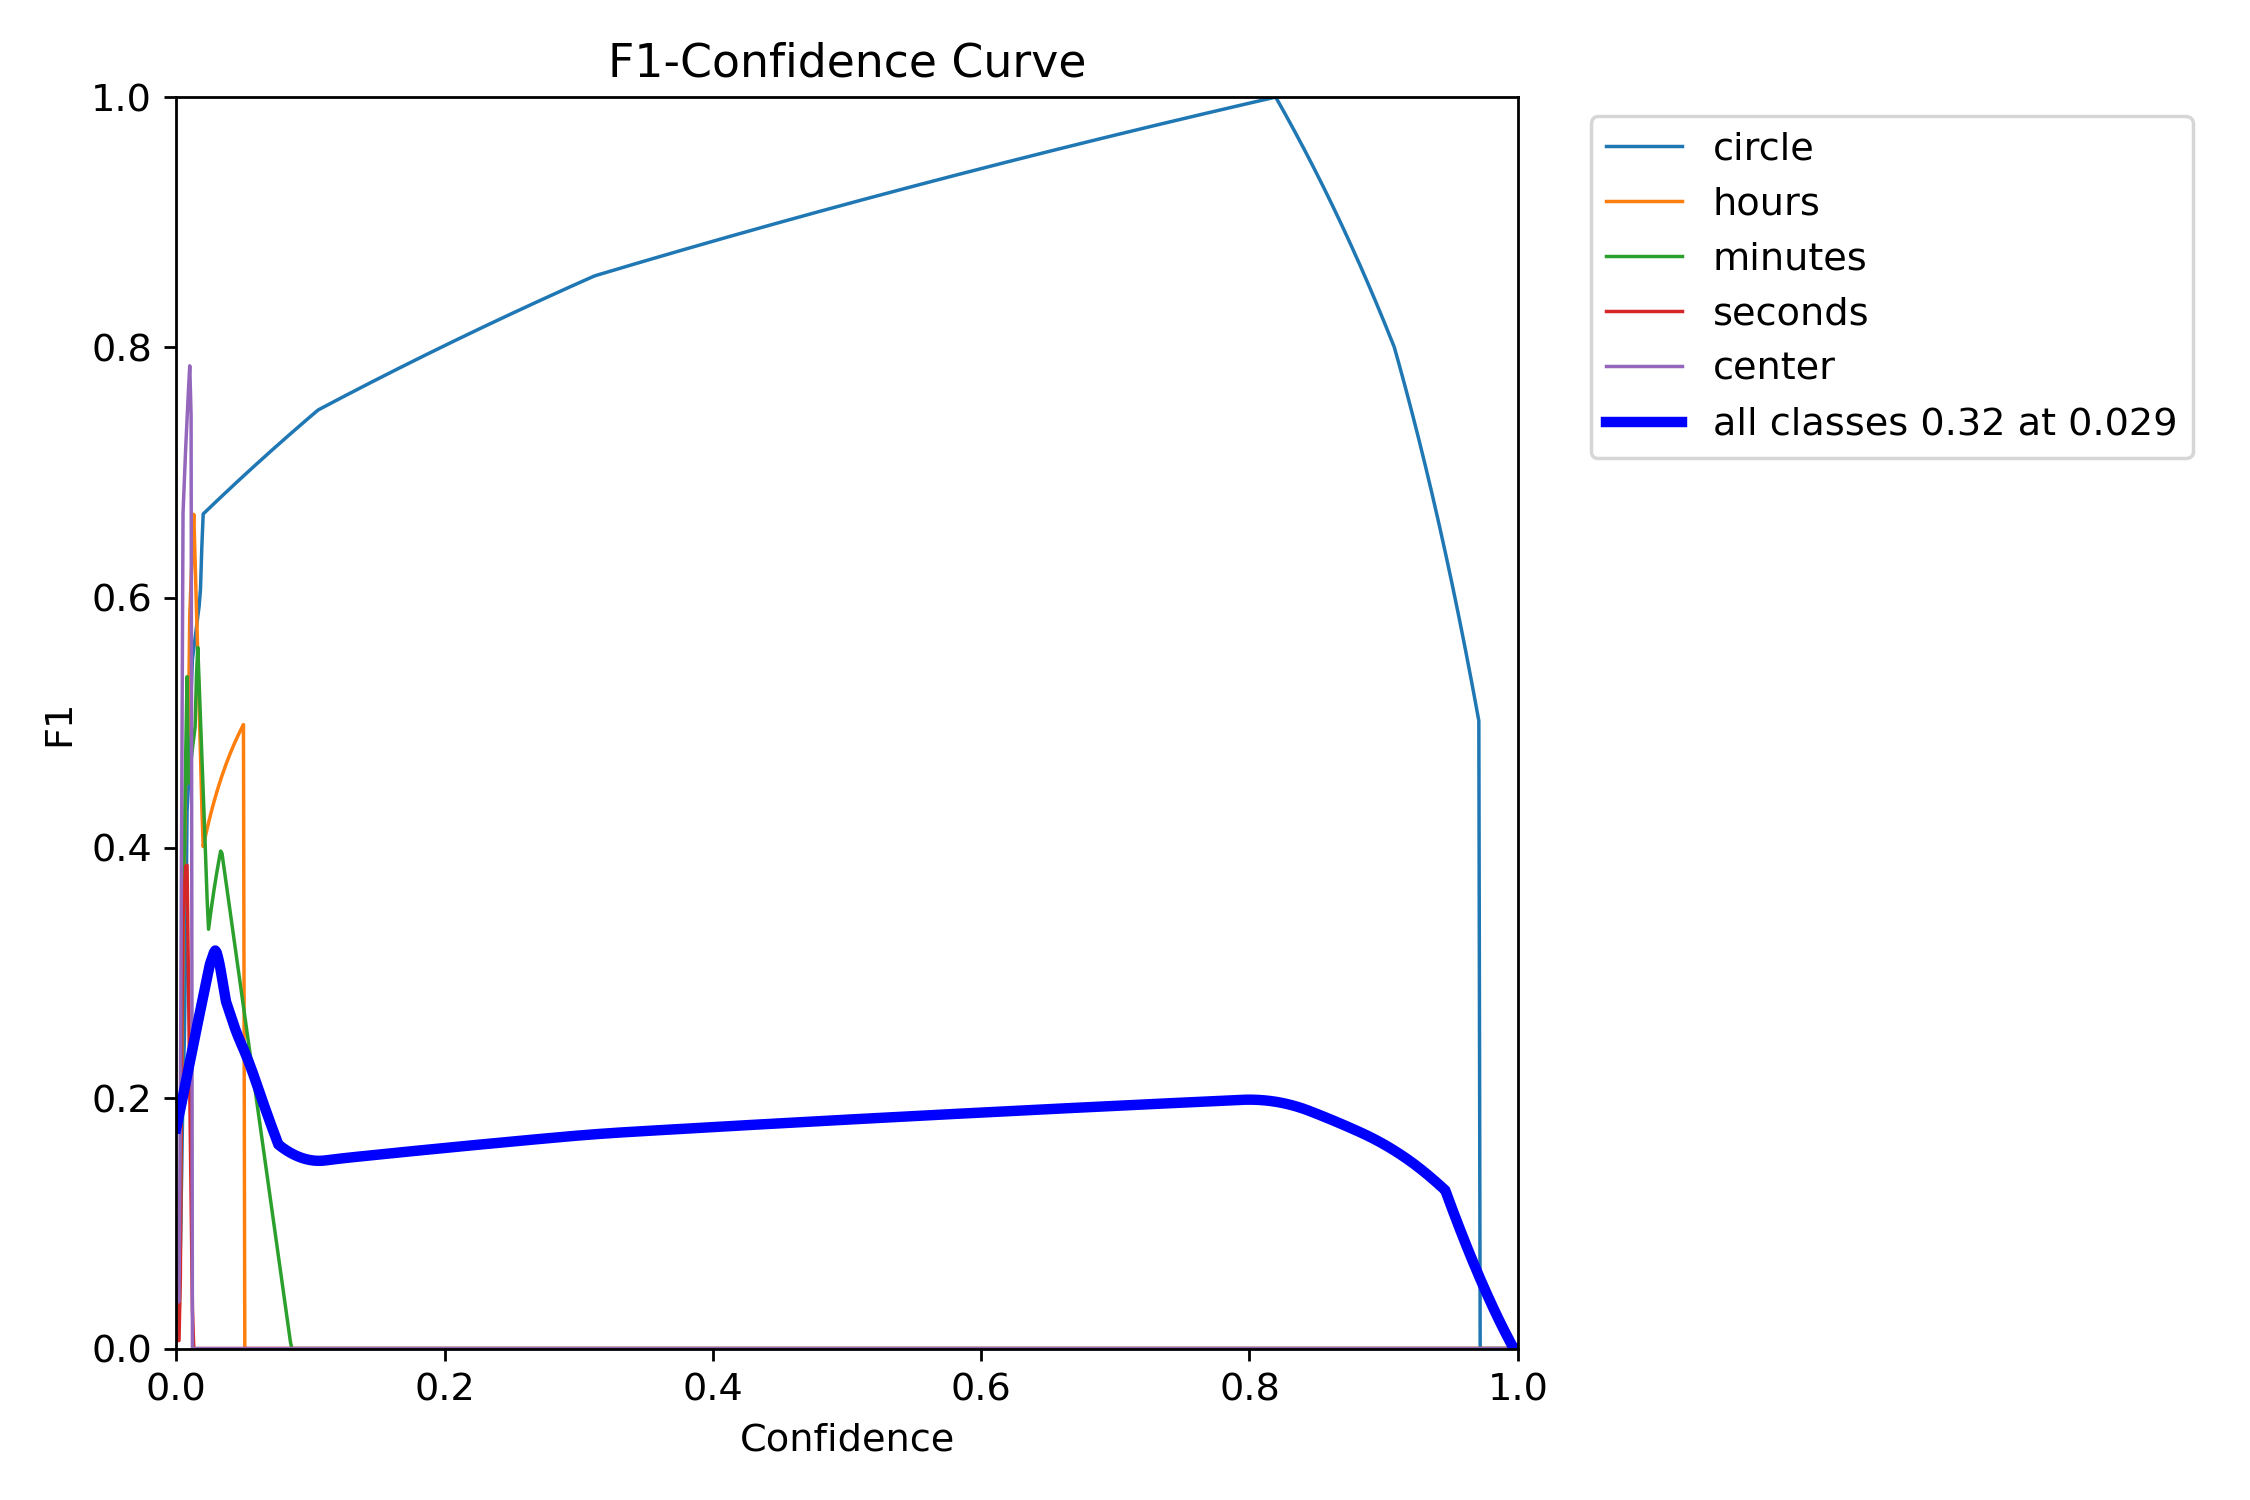 F1-Confidence Curve
1.0
0.8
0.6
0.4
0.2
0.0
F1
0.0 0.2 0.4 0.6 0.8 1.0
Confidence
circle
hours
minutes
seconds
center
all classes 0.32 at 0.029